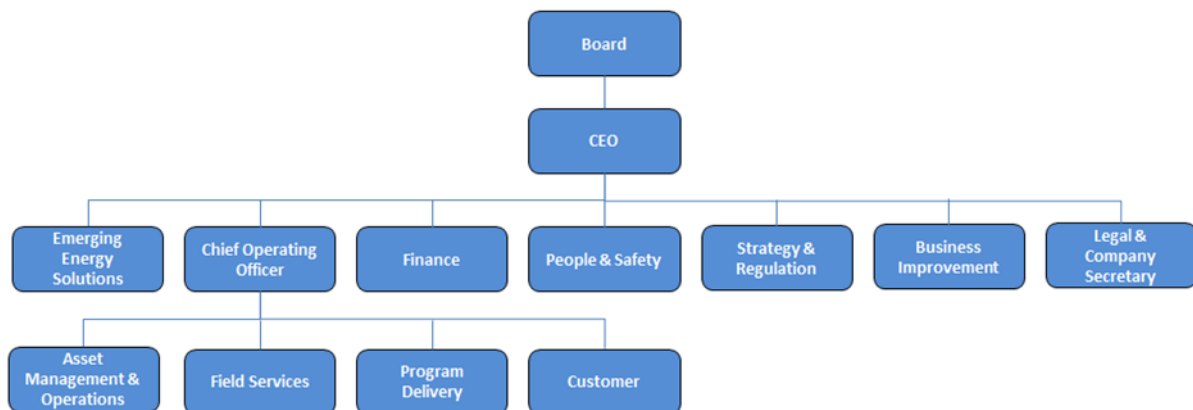 Board
CEO
Emerging
Energy
Solutions
Chief Operating
Officer
Finance
People & Safety
Strategy &
Regulation
Business
Improvement
Legal &
Company
Secretary
Asset
Management &
Operations
Field Services
Program
Delivery
Customer